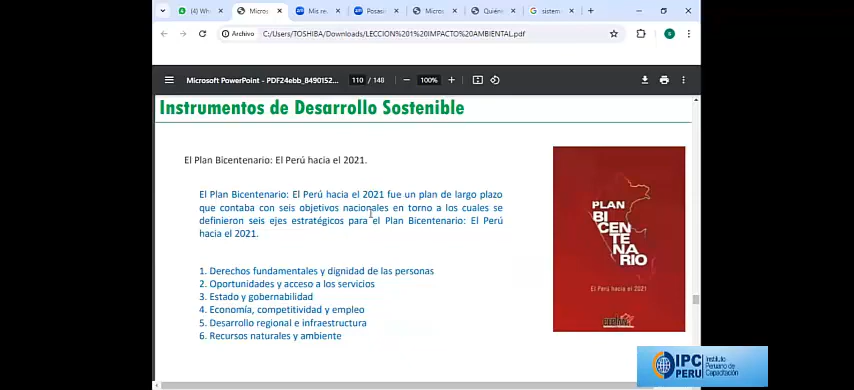 (4) Wh
Micros
Mis re
Posasi
Micros
Quién
sistem
Archivo
C:/Users/TOSHIBA/Downloads/LECCION%201%20IMPACTO%20AMBIENTAL.pdf
S
Microsoft PowerPoint - PDF24ebb_8490152...
110 / 148
100%
Instrumentos de Desarrollo Sostenible
El Plan Bicentenario: El Perú hacia el 2021.
El Plan Bicentenario: El Perú hacia el 2021 fue un plan de largo plazo
que contaba con seis objetivos nacionales en torno a los cuales se
definieron seis ejes estratégicos para el Plan Bicentenario: El Perú
hacia el 2021.
1. Derechos fundamentales y dignidad de las personas
2. Oportunidades y acceso a los servicios
3. Estado y gobernabilidad
4. Economía, competitividad y empleo
5. Desarrollo regional e infraestructura
6. Recursos naturales y ambiente
PLAN
BI
CEN
TE
NA
RIO
El Perú hacia el 2021
IPC
PERÚ
Instituto
Peruano de
Capacitación